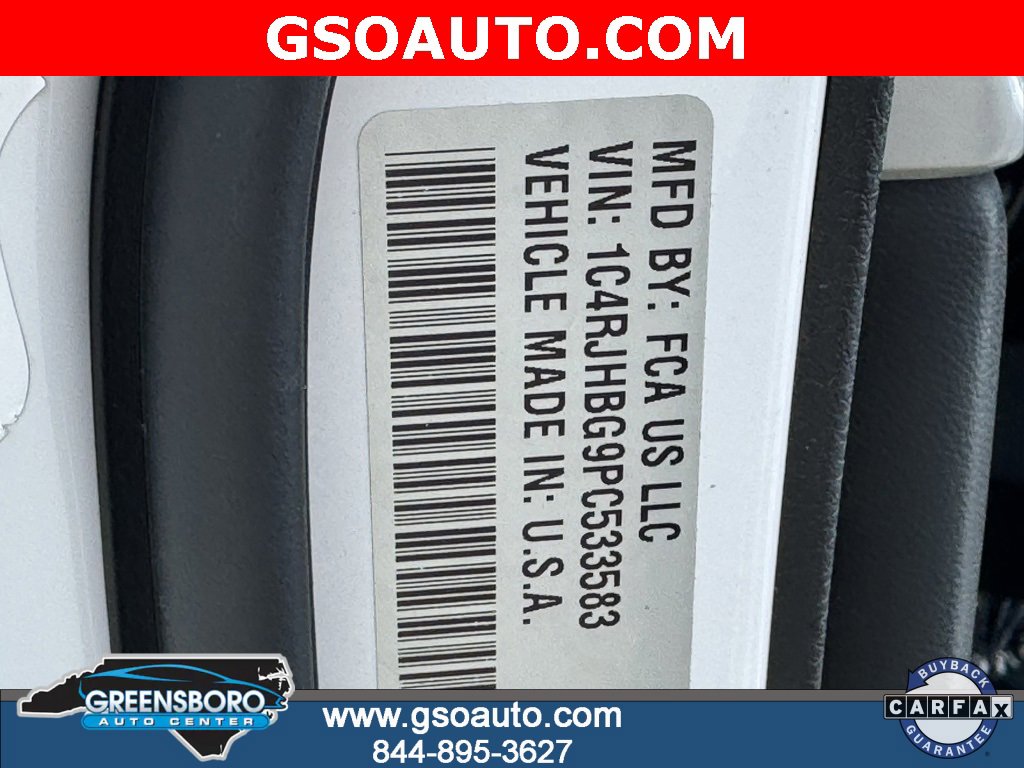 GSOAUTO.COM
MFD BY: FCA US LLC
VIN: 1C4RJHBG9PC533583
VEHICLE MADE IN: U.S.A.
GREENSBORO
AUTO CENTER
www.gsoauto.com
844-895-3627
BUYBACK
CARFAX
GUARANTEE